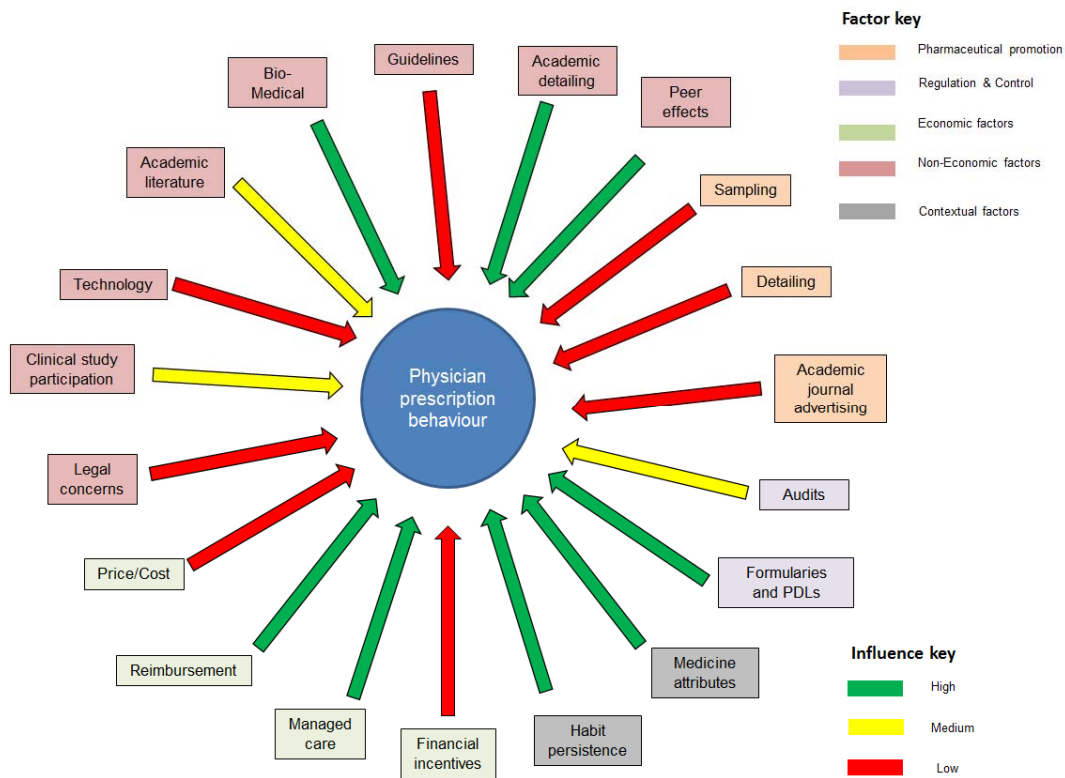 Factor key
Pharmaceutical promotion
Regulation & Control
Economic factors
Non-Economic factors
Contextual factors
Guidelines
Academic
detailing
Bio-
Medical
Peer
effects
Academic
literature
Sampling
Technology
Detailing
Clinical study
participation
Physician
prescription
behaviour
Academic
journal
advertising
Legal
concerns
Audits
Price/Cost
Formularies
and PDLs
Reimbursement
Medicine
attributes
Managed
care
Financial
incentives
Habit
persistence
Influence key
High
Medium
Low